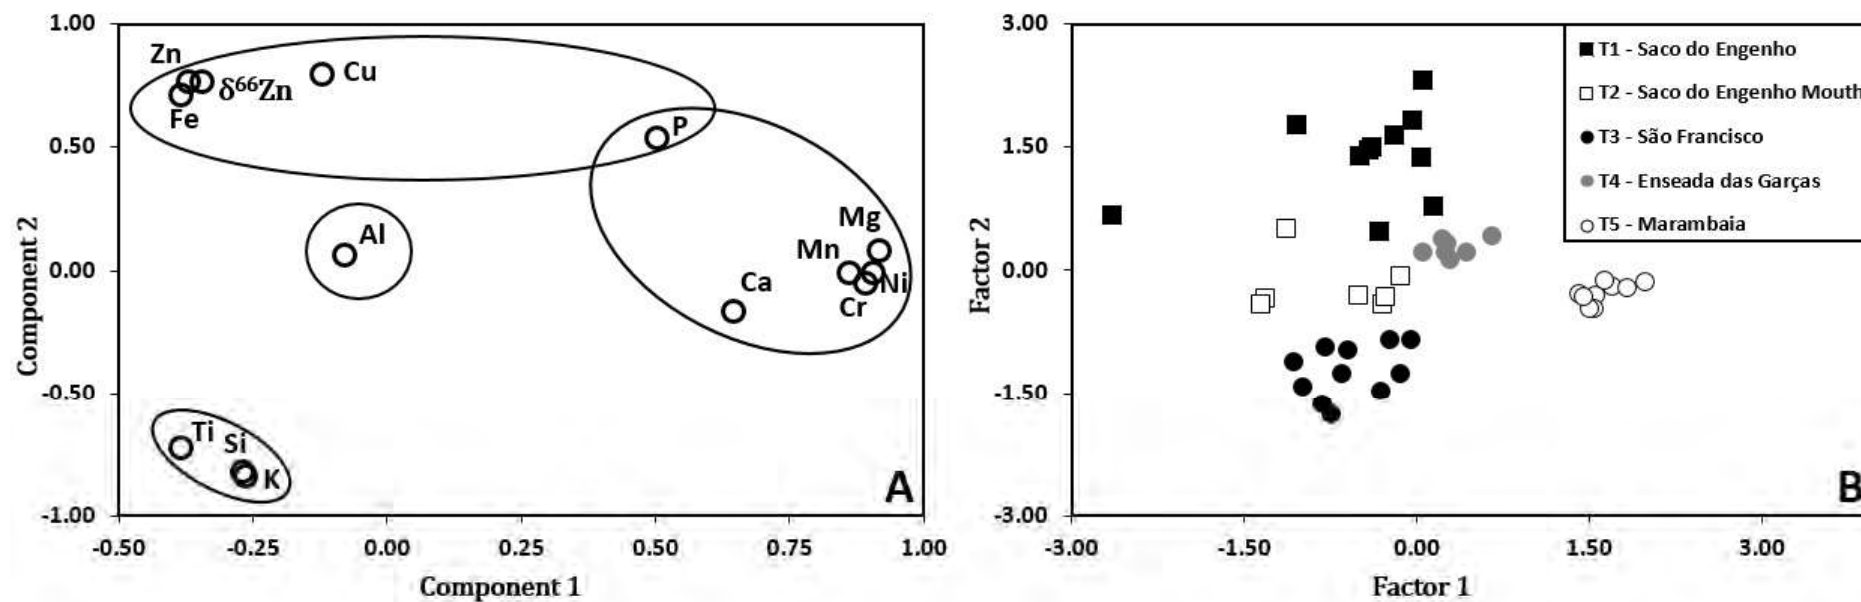 1.00
0.50
0.00
-0.50
-1.00
Component 2
Zn
δ⁶⁶Zn
Fe
Cu
P
Al
Mg
Mn
Ni
Cr
Ca
Ti
Si
K
A
-0.50
-0.25
0.00
0.25
0.50
0.75
1.00
Component 1
3.00
1.50
0.00
-1.50
-3.00
Factor 2
T1 - Saco do Engenho
T2 - Saco do Engenho Mouth
T3 - São Francisco
T4 - Enseada das Garças
T5 - Marambaia
B
-3.00
-1.50
0.00
1.50
3.00
Factor 1